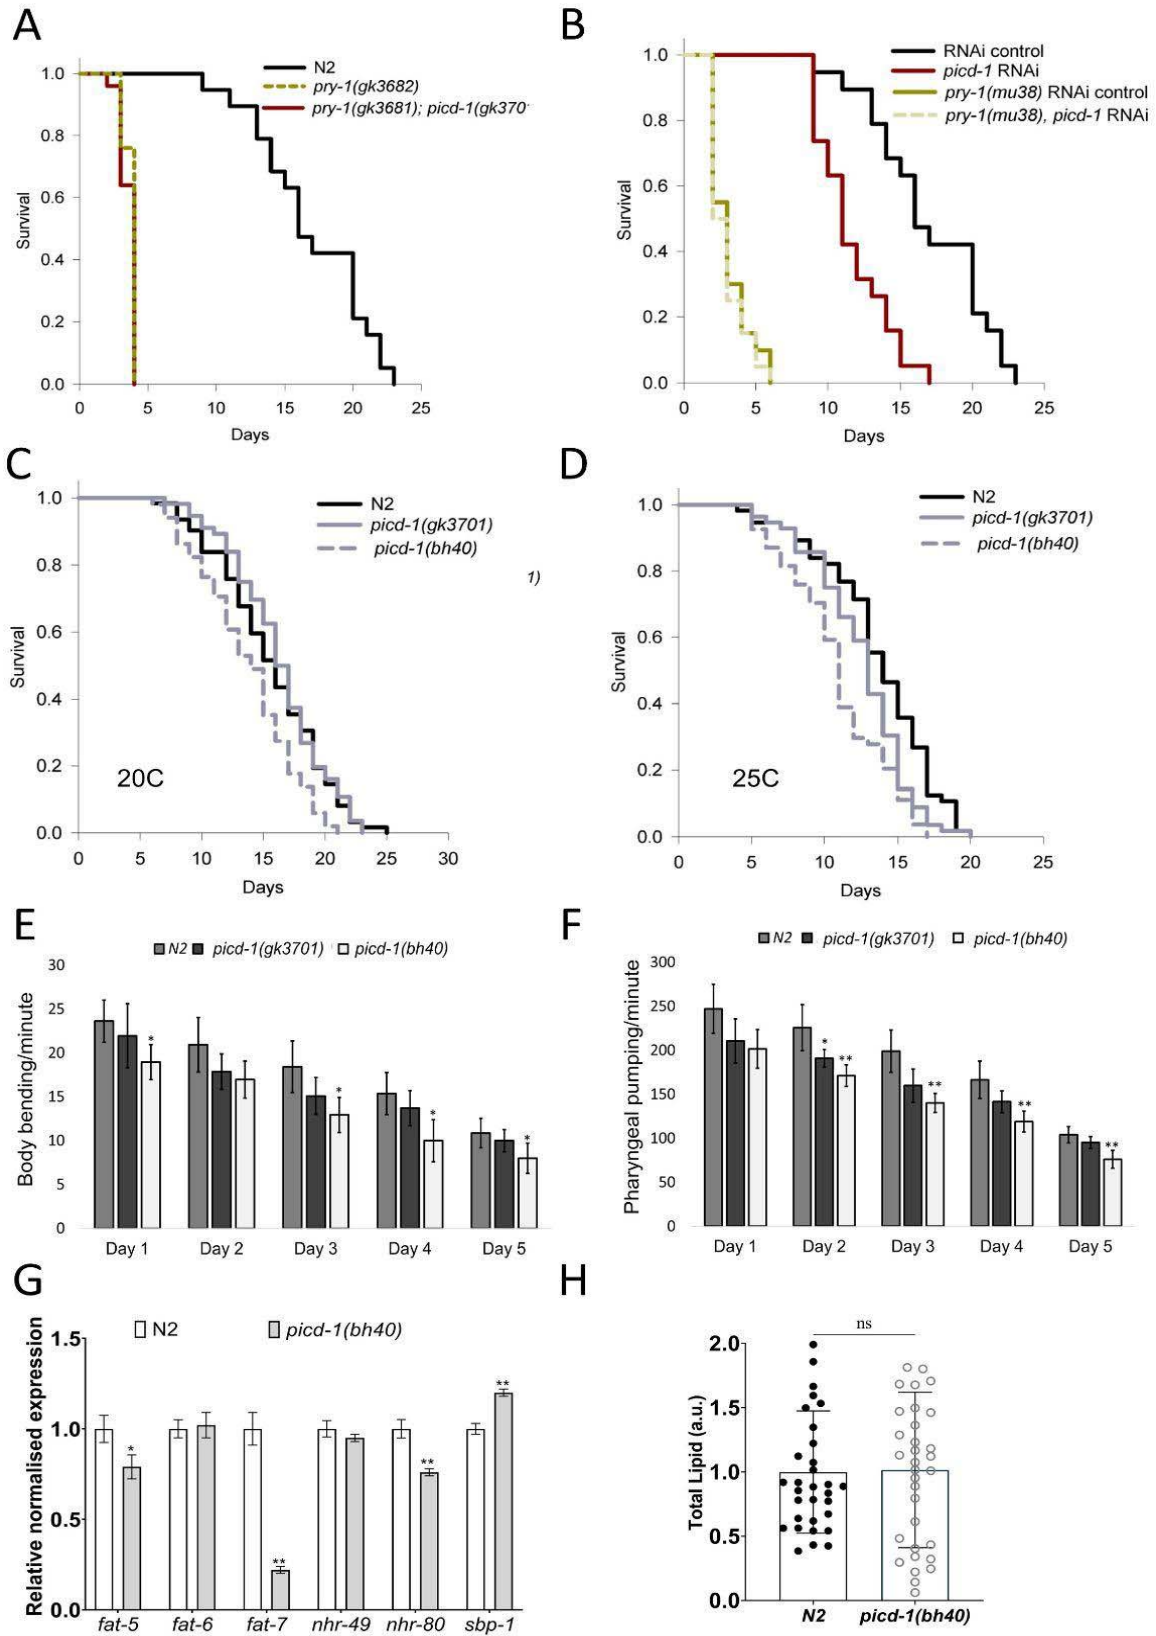 A
N2
pry-1(gk3682)
pry-1(gk3681); picd-1(gk370
1.0
0.8
0.6
0.4
0.2
0.0
Survival
0 5 10 15 20 25
Days
B
RNAi control
picd-1 RNAi
pry-1(mu38) RNAi control
pry-1(mu38), picd-1 RNAi
1.0
0.8
0.6
0.4
0.2
0.0
Survival
0 5 10 15 20 25
Days
C
N2
picd-1(gk3701)
picd-1(bh40)
1)
1.0
0.8
0.6
0.4
0.2
0.0
Survival
20C
0 5 10 15 20 25 30
Days
D
N2
picd-1(gk3701)
picd-1(bh40)
1.0
0.8
0.6
0.4
0.2
0.0
Survival
25C
0 5 10 15 20 25
Days
E
N2 picd-1(gk3701) picd-1(bh40)
30
25
20
15
10
5
0
Body bending/minute
* * * *
Day 1 Day 2 Day 3 Day 4 Day 5
F
N2 picd-1(gk3701) picd-1(bh40)
300
250
200
150
100
50
0
Pharyngeal pumping/minute
* ** ** ** **
Day 1 Day 2 Day 3 Day 4 Day 5
G
N2 picd-1(bh40)
1.5
1.0
0.5
0.0
Relative normalised expression
* ** ** **
fat-5 fat-6 fat-7 nhr-49 nhr-80 sbp-1
H
ns
2.0
1.5
1.0
0.5
0.0
Total Lipid (a.u.)
N2 picd-1(bh40)